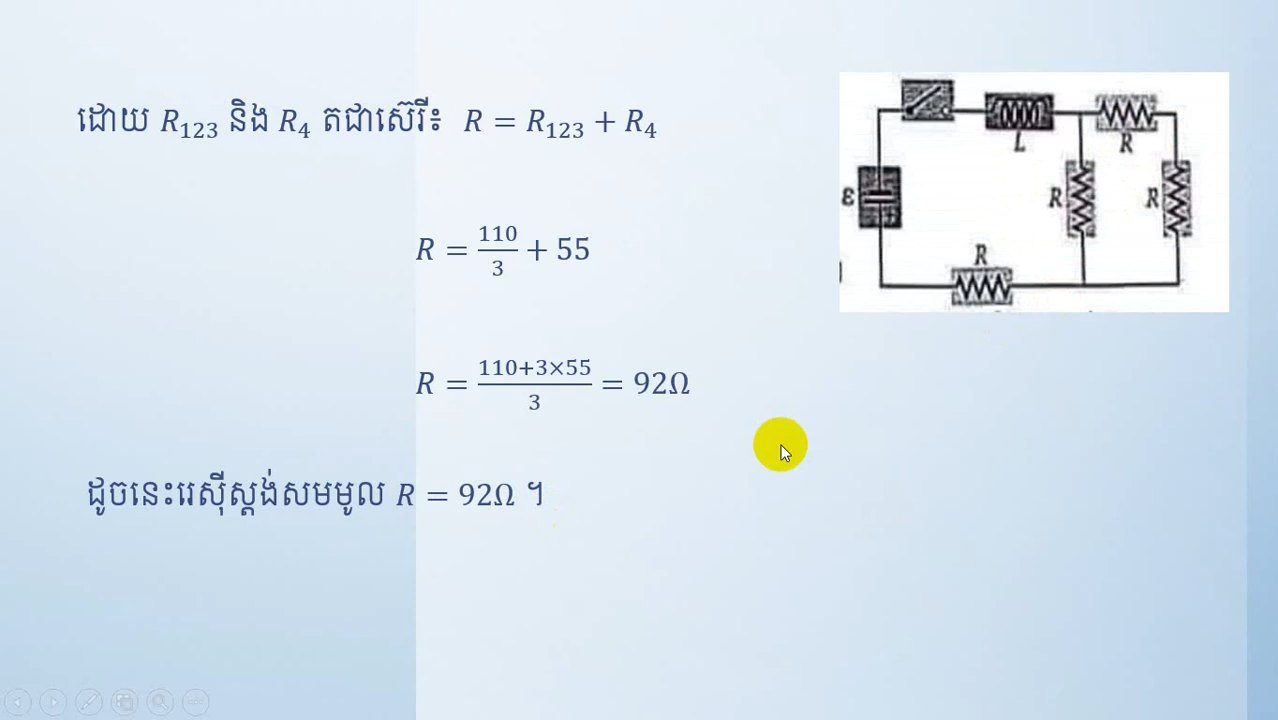 ដោយ R₁₂₃ និង R₄ តជាស៊េរី៖ R = R₁₂₃ + R₄
R = 110/3 + 55
R = (110+3×55)/3 = 92Ω
ដូចនេះរេស៊ីស្តង់សមមូល R = 92Ω ។
L
R
ε
R
R
R